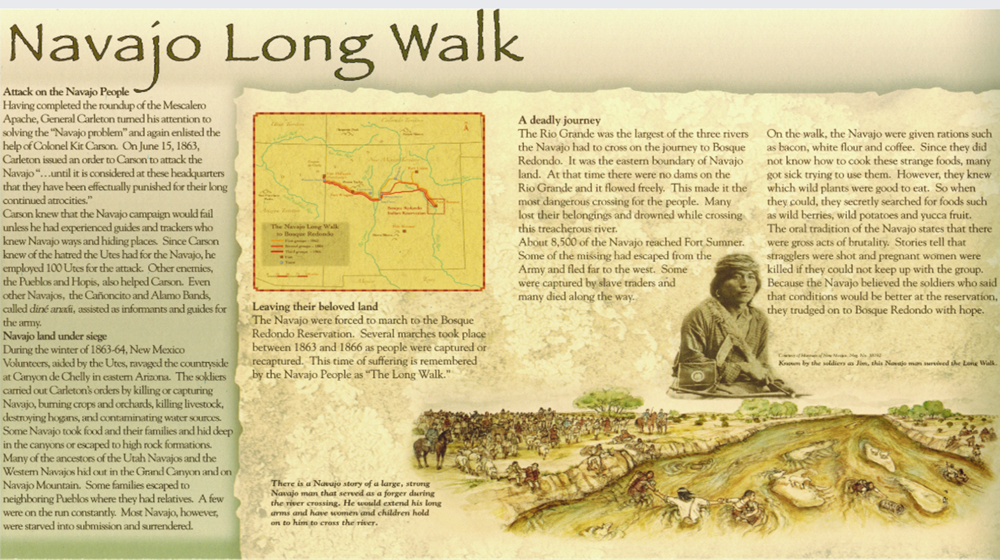 Navajo Long Walk
Attack on the Navajo People
Having completed the roundup of the Mescalero
Apache, General Carleton turned his attention to
solving the “Navajo problem” and again enlisted the
help of Colonel Kit Carson. On June 15, 1863,
Carleton issued an order to Carson to attack the
Navajo “…until it is considered at these headquarters
that they have been effectually punished for their long
continued atrocities.”
Carson knew that the Navajo campaign would fail
unless he had experienced guides and trackers who
knew Navajo ways and hiding places. Since Carson
knew of the hatred the Utes had for the Navajo, he
employed 100 Utes for the attack. Other enemies,
the Pueblos and Hopis, also helped Carson. Even
other Navajos, the Cañoncito and Alamo Bands,
called diné anaái, assisted as informants and guides for
the army.
Navajo land under siege
During the winter of 1863-64, New Mexico
Volunteers, aided by the Utes, ravaged the countryside
at Canyon de Chelly in eastern Arizona. The soldiers
carried out Carleton’s orders by killing or capturing
Navajo, burning crops and orchards, killing livestock,
destroying hogans, and contaminating water sources.
Some Navajo took food and their families and hid deep
in the canyons or escaped to high rock formations.
Many of the ancestors of the Utah Navajos and the
Western Navajos hid out in the Grand Canyon and on
Navajo Mountain. Some families escaped to
neighboring Pueblos where they had relatives. A few
were on the run constantly. Most Navajo, however,
were starved into submission and surrendered.
Utah Territory
Colorado Territory
New Mexico Territory
Arizona Territory
Fort Union
Fort Wingate
Bosque Redondo
Indian Reservation
Fort Stanton
Mexico
Texas
The Navajo Long Walk
to Bosque Redondo
First groups - 1863
Second groups - 1864
Third groups - 1866
Fort
Town
Leaving their beloved land
The Navajo were forced to march to the Bosque
Redondo Reservation. Several marches took place
between 1863 and 1866 as people were captured or
recaptured. This time of suffering is remembered
by the Navajo People as “The Long Walk.”
A deadly journey
The Rio Grande was the largest of the three rivers
the Navajo had to cross on the journey to Bosque
Redondo. It was the eastern boundary of Navajo
land. At that time there were no dams on the
Rio Grande and it flowed freely. This made it the
most dangerous crossing for the people. Many
lost their belongings and drowned while crossing
this treacherous river.
About 8,500 of the Navajo reached Fort Sumner.
Some of the missing had escaped from the
Army and fled far to the west. Some
were captured by slave traders and
many died along the way.
On the walk, the Navajo were given rations such
as bacon, white flour and coffee. Since they did
not know how to cook these strange foods, many
got sick trying to use them. However, they knew
which wild plants were good to eat. So when
they could, they secretly searched for foods such
as wild berries, wild potatoes and yucca fruit.
The oral tradition of the Navajo states that there
were gross acts of brutality. Stories tell that
stragglers were shot and pregnant women were
killed if they could not keep up with the group.
Because the Navajo believed the soldiers who said
that conditions would be better at the reservation,
they trudged on to Bosque Redondo with hope.
Courtesy of Museum of New Mexico, Neg. No.
Known by the soldiers as Jim, this Navajo man survived the Long Walk.
There is a Navajo story of a large, strong
Navajo man that served as a forger during
the river crossing. He would extend his long
arms and have women and children hold
on to him to cross the river.